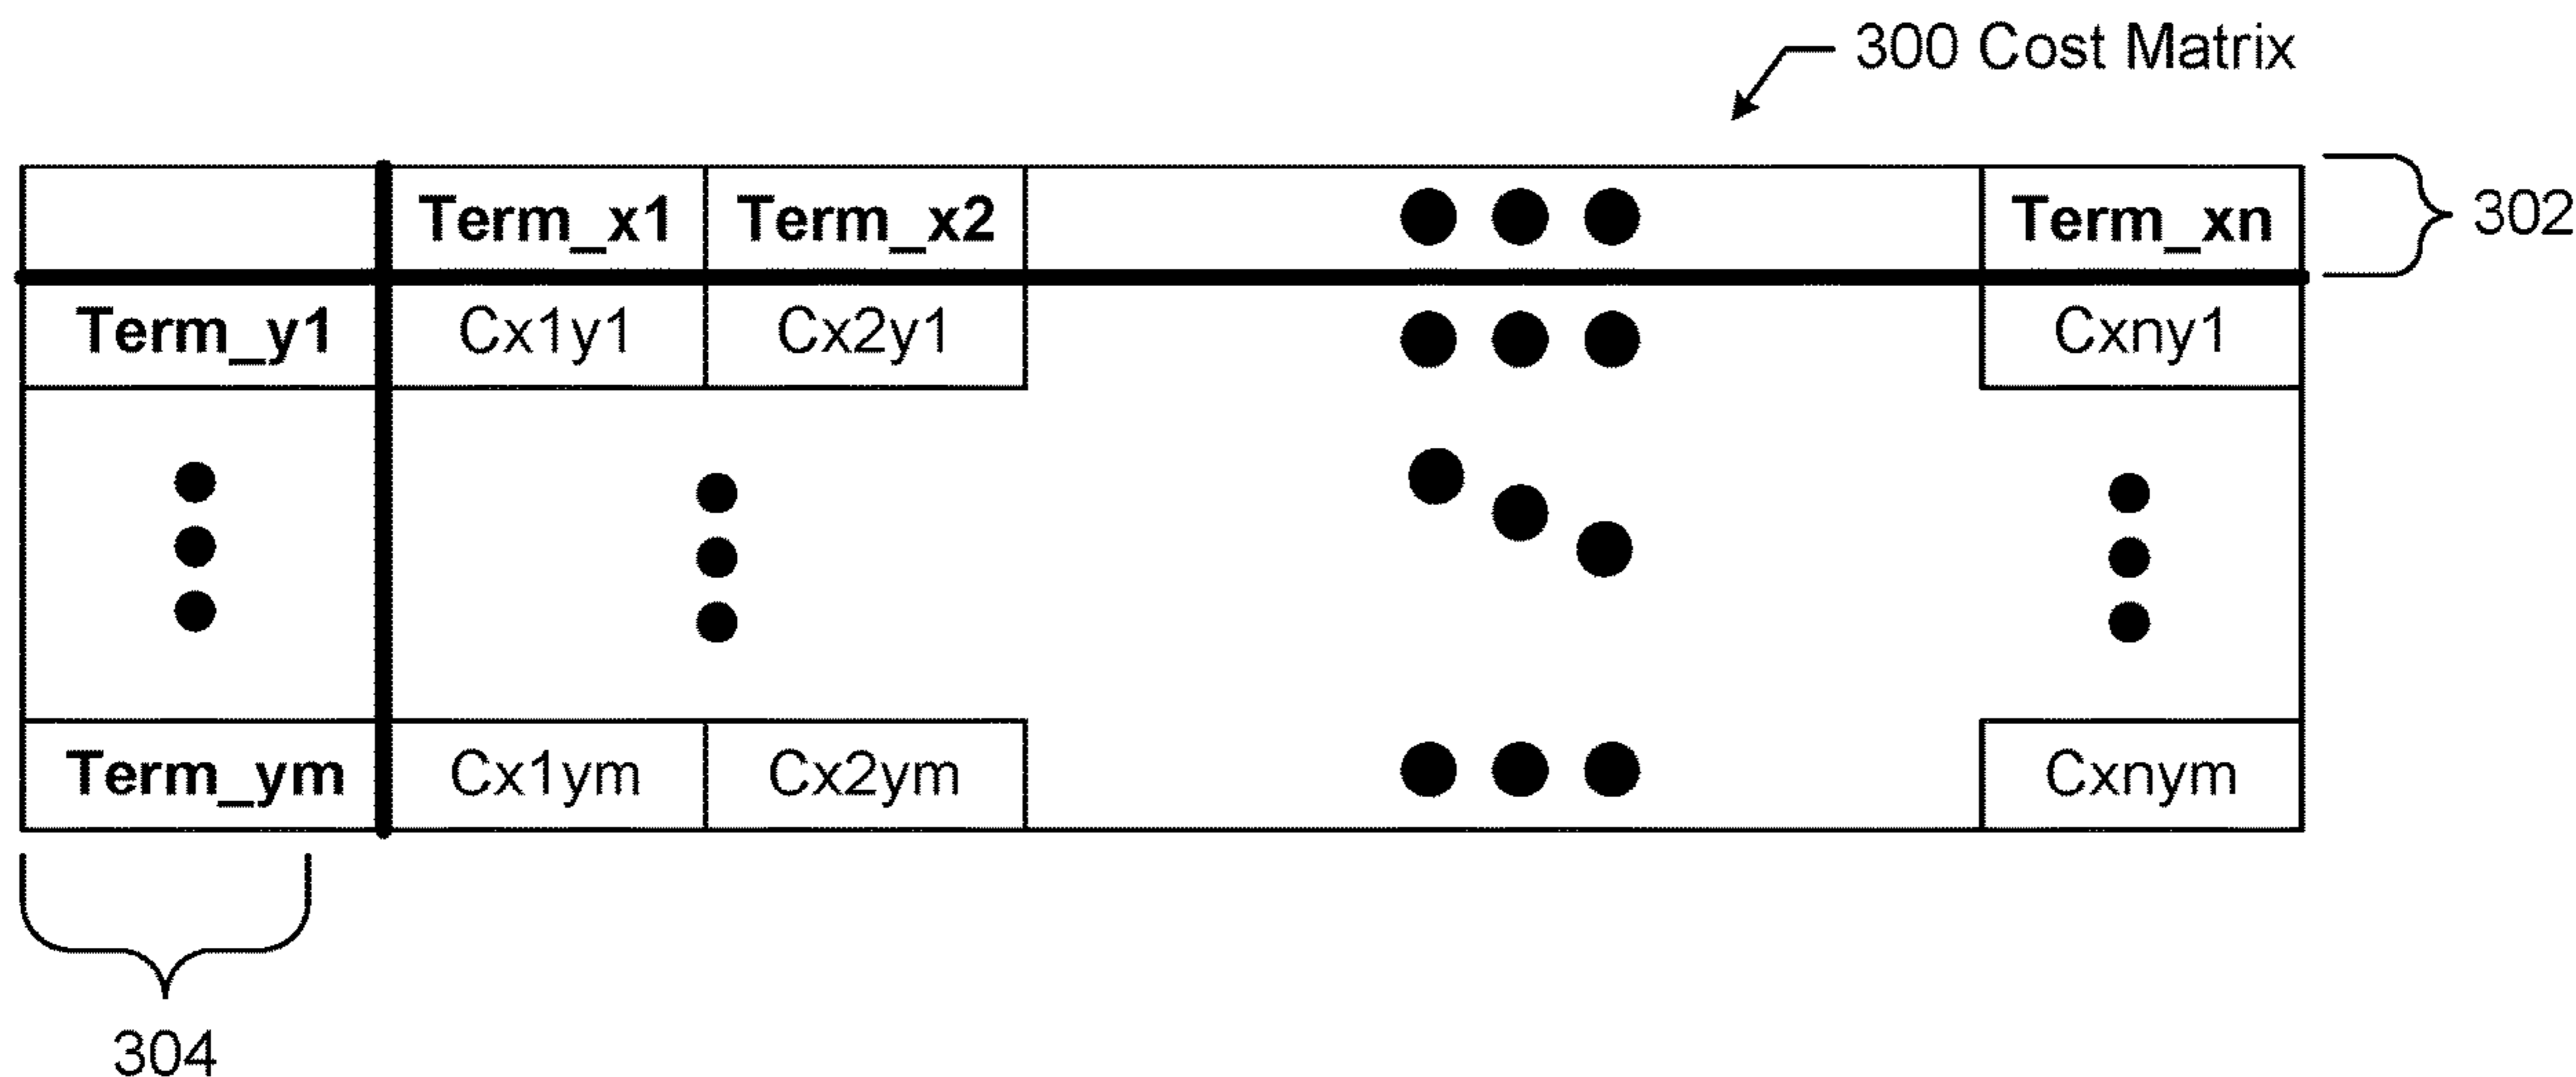 300 Cost Matrix
Term_x1 Term_x2 Term_xn
302
Term_y1 Cx1y1 Cx2y1 Cxny1
Term_ym Cx1ym Cx2ym Cxnym
304